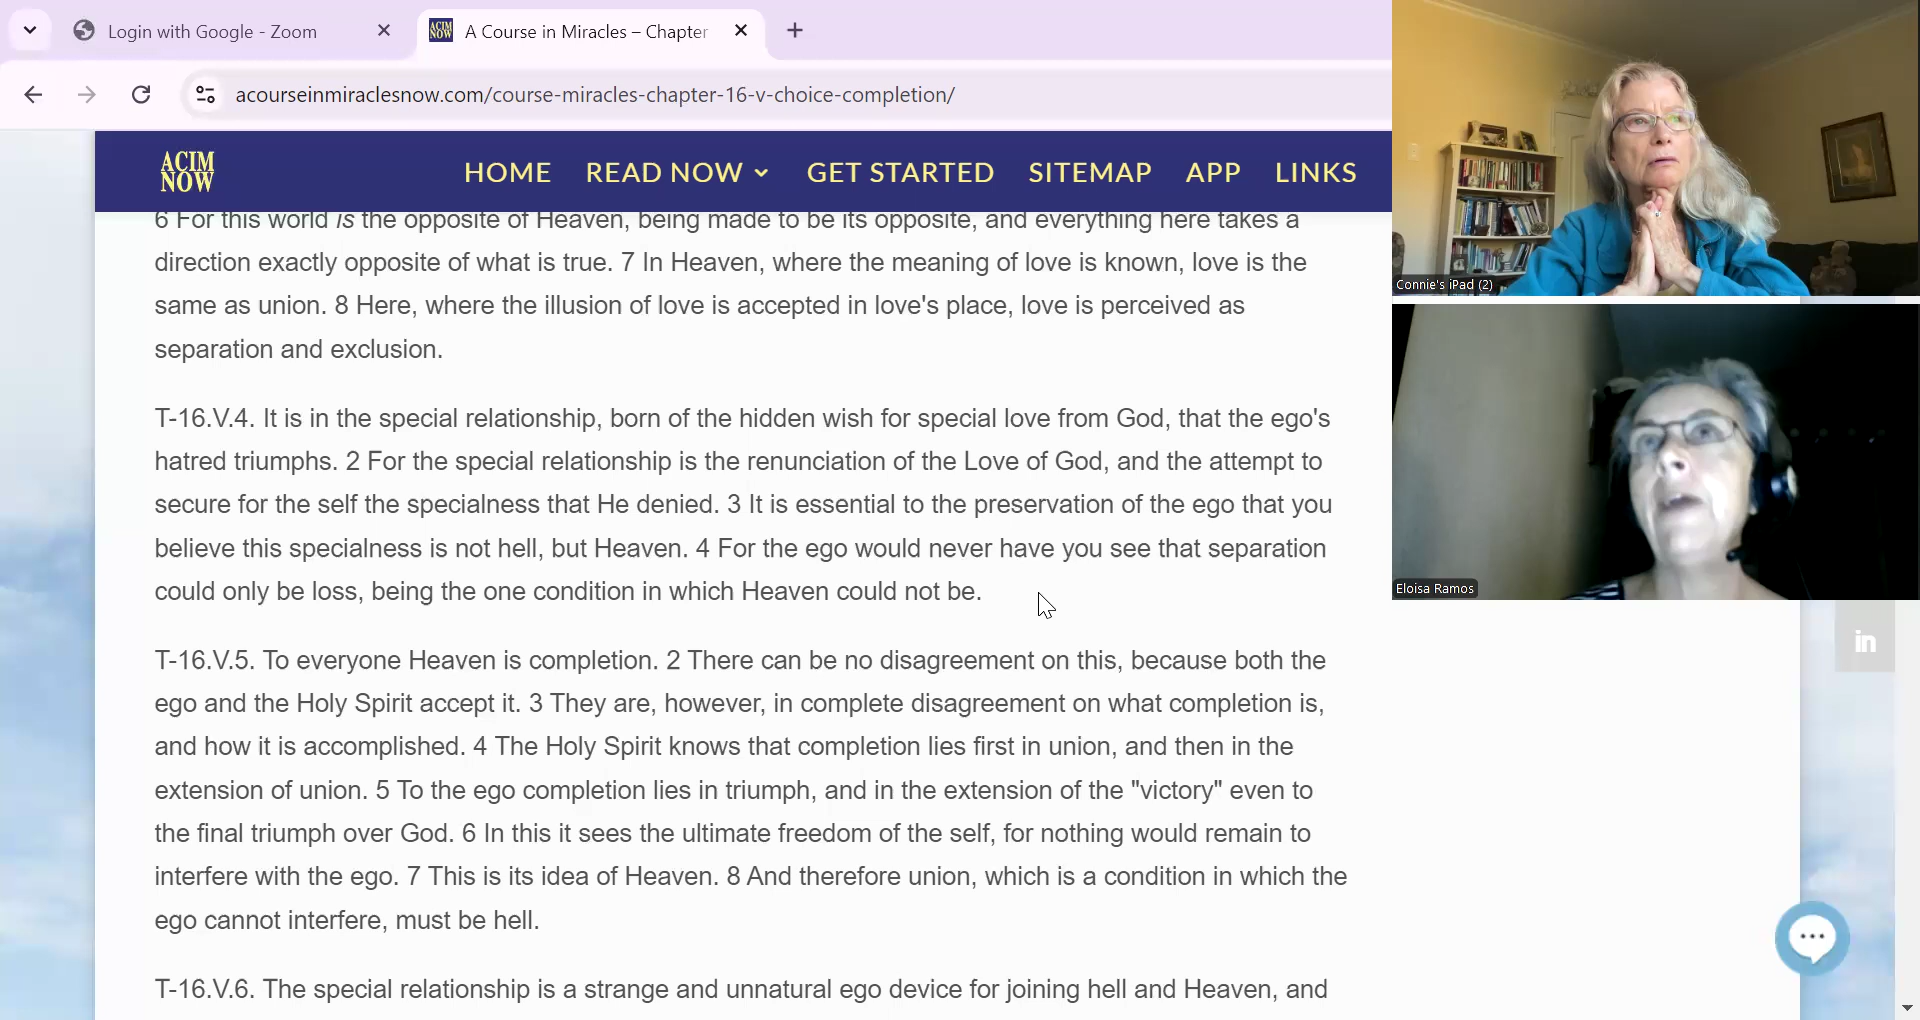 Login with Google - Zoom
ACIM NOW
A Course in Miracles – Chapter
acourseinmiraclesnow.com/course-miracles-chapter-16-v-choice-completion/
ACIM
NOW
HOME READ NOW GET STARTED SITEMAP APP LINKS
6 For this world is the opposite of Heaven, being made to be its opposite, and everything here takes a
direction exactly opposite of what is true. 7 In Heaven, where the meaning of love is known, love is the
same as union. 8 Here, where the illusion of love is accepted in love's place, love is perceived as
separation and exclusion.
T-16.V.4. It is in the special relationship, born of the hidden wish for special love from God, that the ego's
hatred triumphs. 2 For the special relationship is the renunciation of the Love of God, and the attempt to
secure for the self the specialness that He denied. 3 It is essential to the preservation of the ego that you
believe this specialness is not hell, but Heaven. 4 For the ego would never have you see that separation
could only be loss, being the one condition in which Heaven could not be.
T-16.V.5. To everyone Heaven is completion. 2 There can be no disagreement on this, because both the
ego and the Holy Spirit accept it. 3 They are, however, in complete disagreement on what completion is,
and how it is accomplished. 4 The Holy Spirit knows that completion lies first in union, and then in the
extension of union. 5 To the ego completion lies in triumph, and in the extension of the "victory" even to
the final triumph over God. 6 In this it sees the ultimate freedom of the self, for nothing would remain to
interfere with the ego. 7 This is its idea of Heaven. 8 And therefore union, which is a condition in which the
ego cannot interfere, must be hell.
T-16.V.6. The special relationship is a strange and unnatural ego device for joining hell and Heaven, and
Connie's iPad (2)
Eloisa Ramos
in